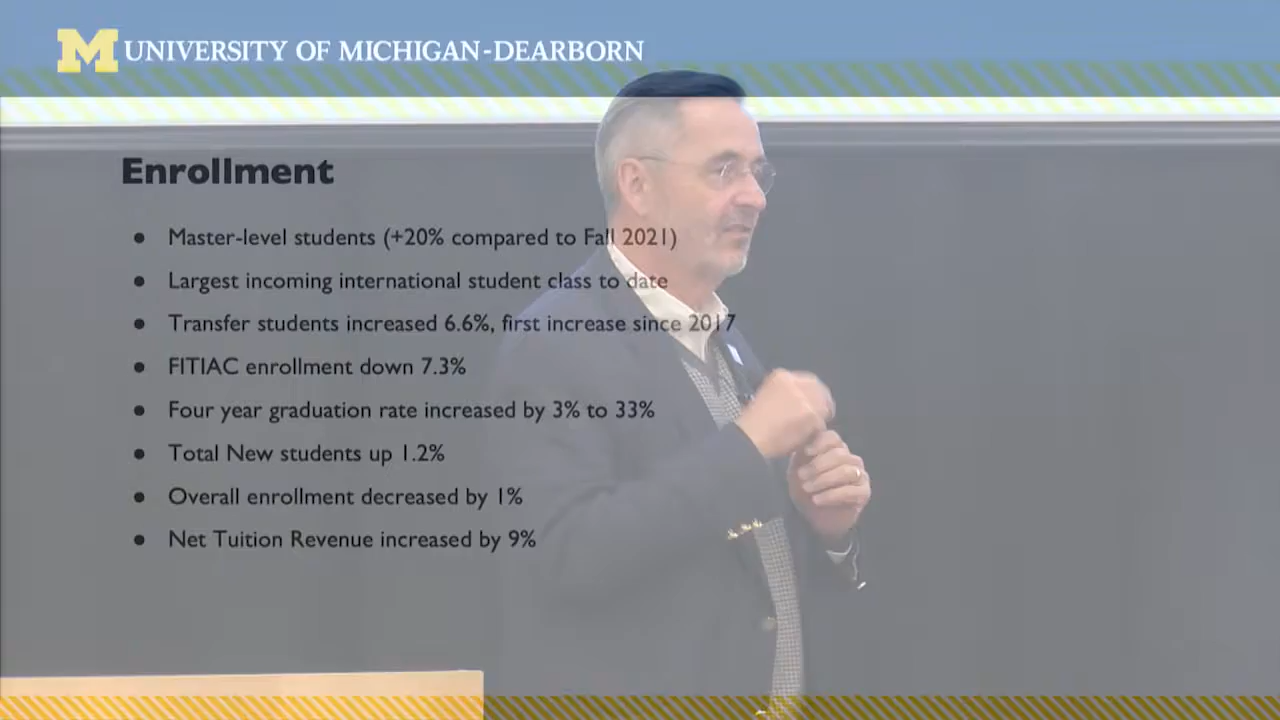 M UNIVERSITY OF MICHIGAN-DEARBORN
Enrollment
● Master-level students (+20% compared to Fall 2021)
● Largest incoming international student class to date
● Transfer students increased 6.6%, first increase since 2017
● FITIAC enrollment down 7.3%
● Four year graduation rate increased by 3% to 33%
● Total New students up 1.2%
● Overall enrollment decreased by 1%
● Net Tuition Revenue increased by 9%